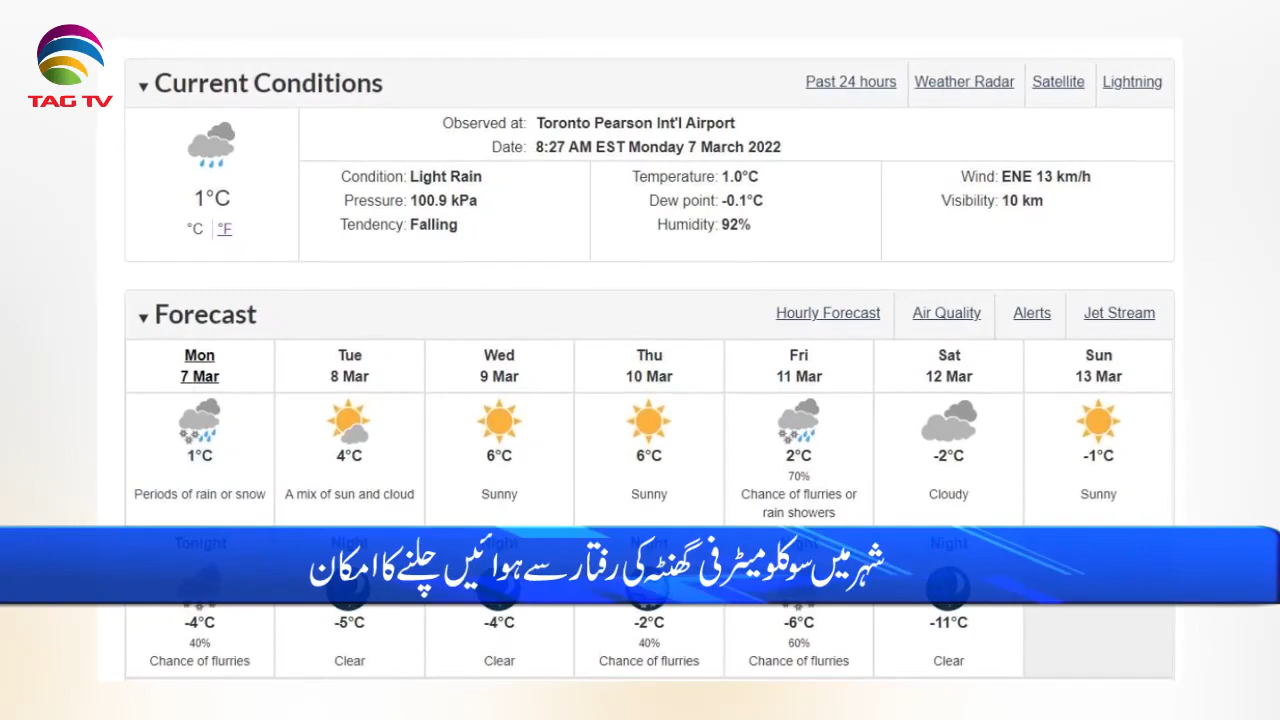 TAG TV
▾ Current Conditions
Past 24 hours Weather Radar Satellite Lightning
1°C
°C °F
Observed at: Toronto Pearson Int'l Airport
Date: 8:27 AM EST Monday 7 March 2022
Condition: Light Rain
Pressure: 100.9 kPa
Tendency: Falling
Temperature: 1.0°C
Dew point: -0.1°C
Humidity: 92%
Wind: ENE 13 km/h
Visibility: 10 km
▾ Forecast
Hourly Forecast Air Quality Alerts Jet Stream
Mon Tue Wed Thu Fri Sat Sun
7 Mar 8 Mar 9 Mar 10 Mar 11 Mar 12 Mar 13 Mar
1°C 4°C 6°C 6°C 2°C -2°C -1°C
70%
Periods of rain or snow A mix of sun and cloud Sunny Sunny Chance of flurries or Cloudy Sunny
rain showers
Tonight Night Night Night Night Night
شہر میں سو کلومیٹر فی گھنٹہ کی رفتار سے ہوائیں چلنے کا امکان
-4°C -5°C -4°C -2°C -6°C -11°C
40% 40% 60%
Chance of flurries Clear Clear Chance of flurries Chance of flurries Clear